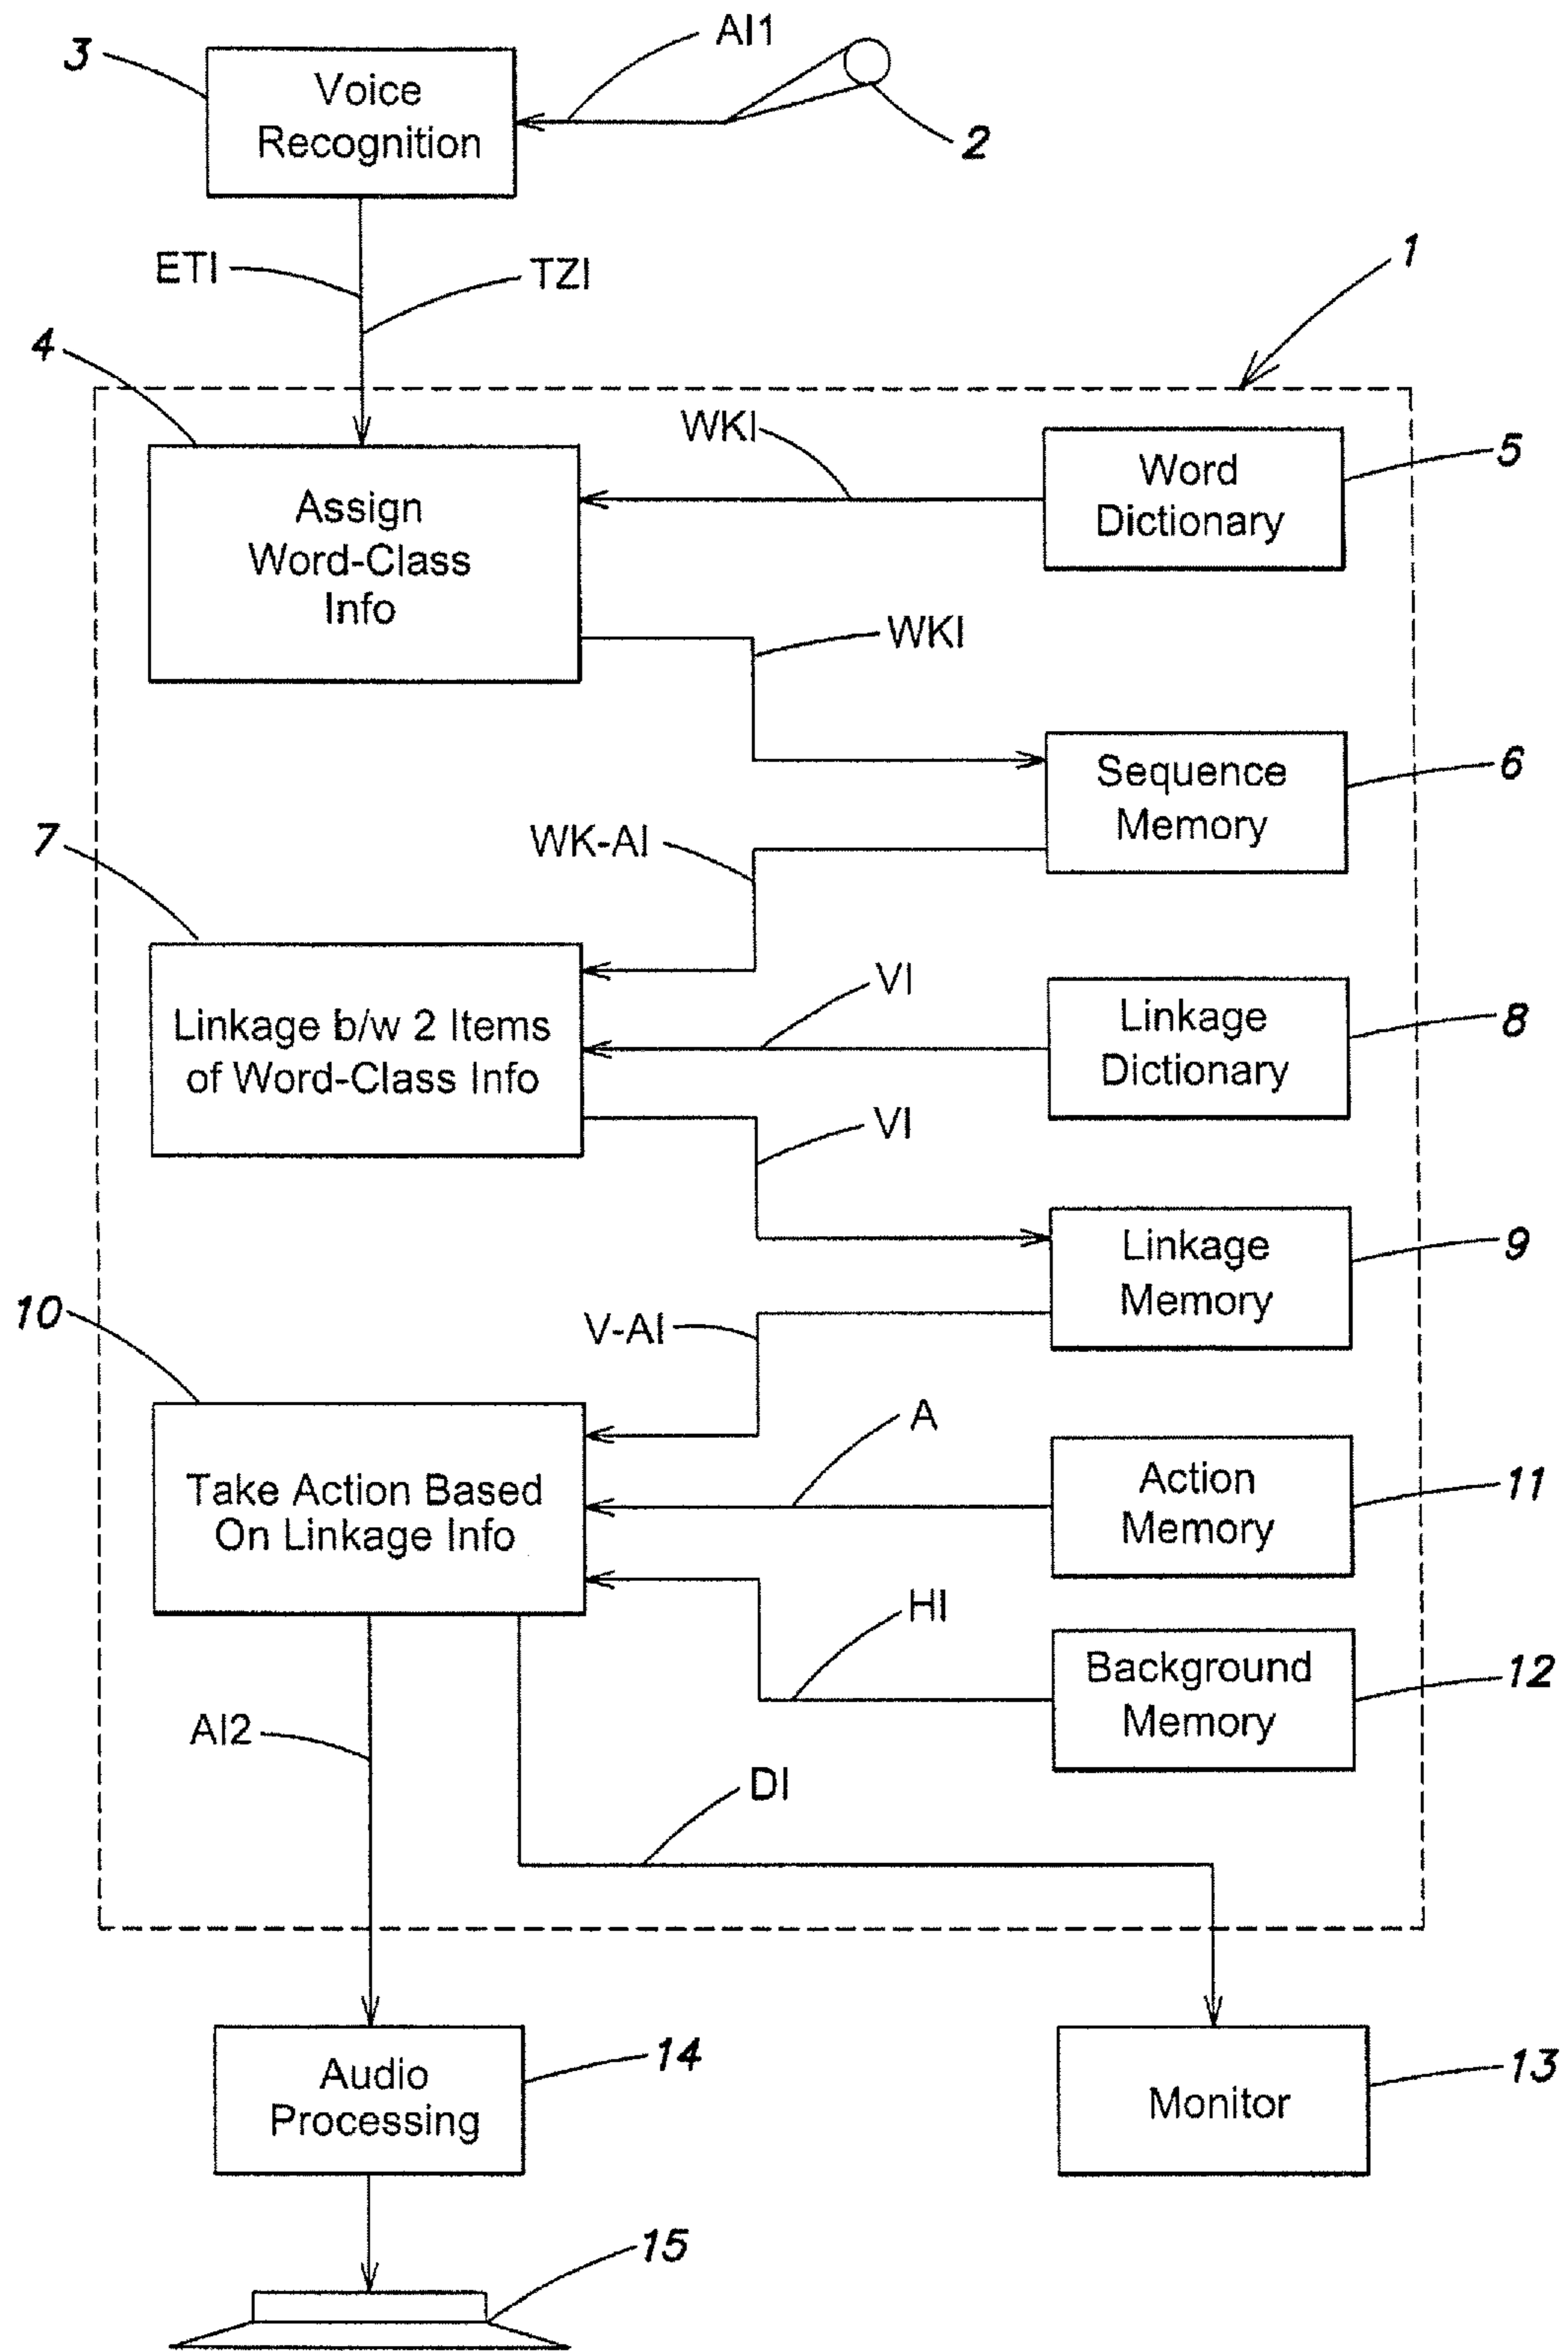 AI1
3
Voice
Recognition
2
ETI
TZI
1
4
WKI
5
Word
Dictionary
Assign
Word-Class
Info
WKI
6
Sequence
Memory
WK-AI
7
VI
8
Linkage
Dictionary
Linkage b/w 2 Items
of Word-Class Info
VI
9
Linkage
Memory
10
V-AI
A
11
Action
Memory
Take Action Based
On Linkage Info
HI
12
Background
Memory
AI2
DI
14
Audio
Processing
13
Monitor
15